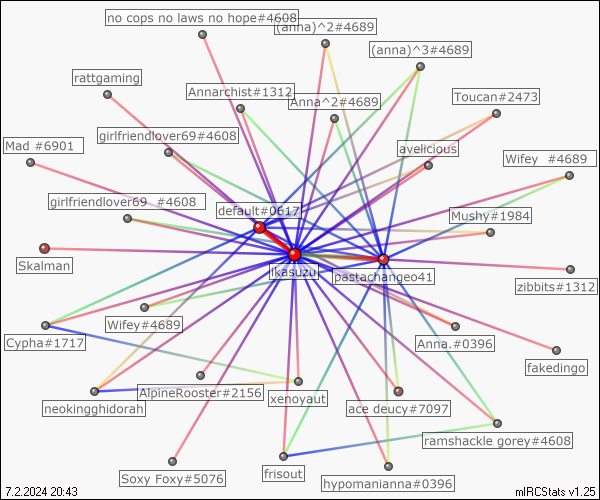 no cops no laws no hope#4608
(anna)^2#4689
(anna)^3#4689
rattgaming
Annarchist#1312
Anna^2#4689
Toucan#2473
girlfriendlover69#4608
Mad #6901
avelicious
Wifey #4689
girlfriendlover69 #4608
default#0617
Mushy#1984
Skalman
ikasuzu
pastachangeo41
zibbits#1312
Cypha#1717
Wifey#4689
Anna.#0396
fakedingo
neokingghidorah
AlpineRooster#2156
xenoyaut
ace deucy#7097
ramshackle gorey#4608
Soxy Foxy#5076
frisout
hypomanianna#0396
7.2.2024 20:43
mIRCStats v1.25